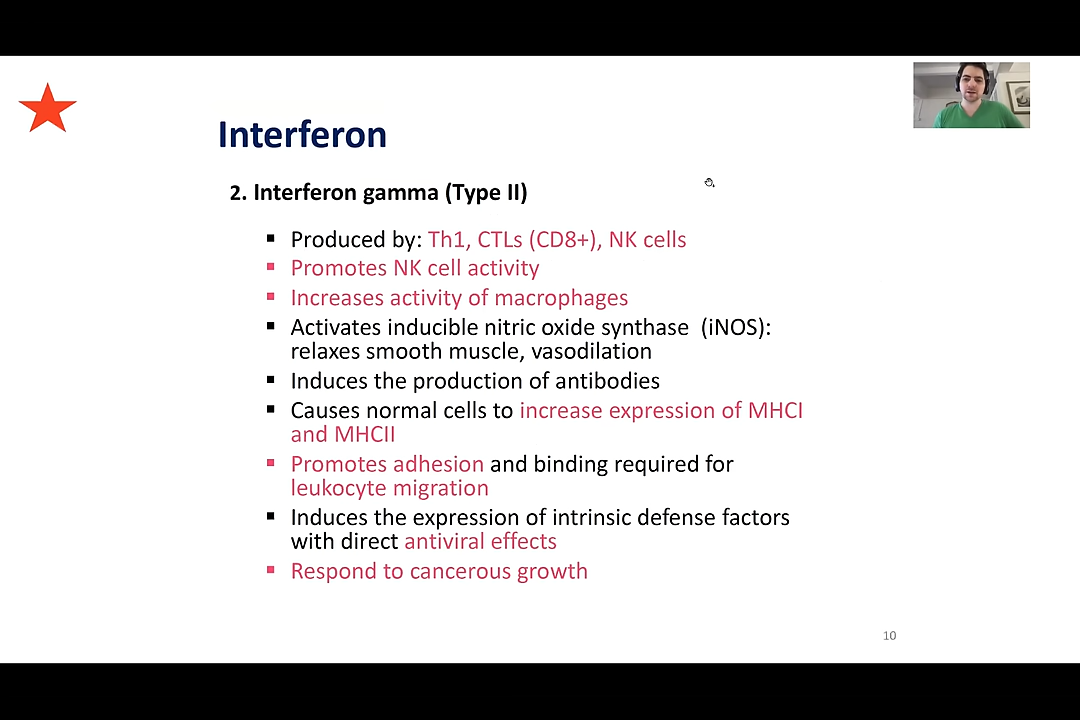 Interferon
2. Interferon gamma (Type II)
▪ Produced by: Th1, CTLs (CD8+), NK cells
▪ Promotes NK cell activity
▪ Increases activity of macrophages
▪ Activates inducible nitric oxide synthase (iNOS):
relaxes smooth muscle, vasodilation
▪ Induces the production of antibodies
▪ Causes normal cells to increase expression of MHCI
and MHCII
▪ Promotes adhesion and binding required for
leukocyte migration
▪ Induces the expression of intrinsic defense factors
with direct antiviral effects
▪ Respond to cancerous growth
10